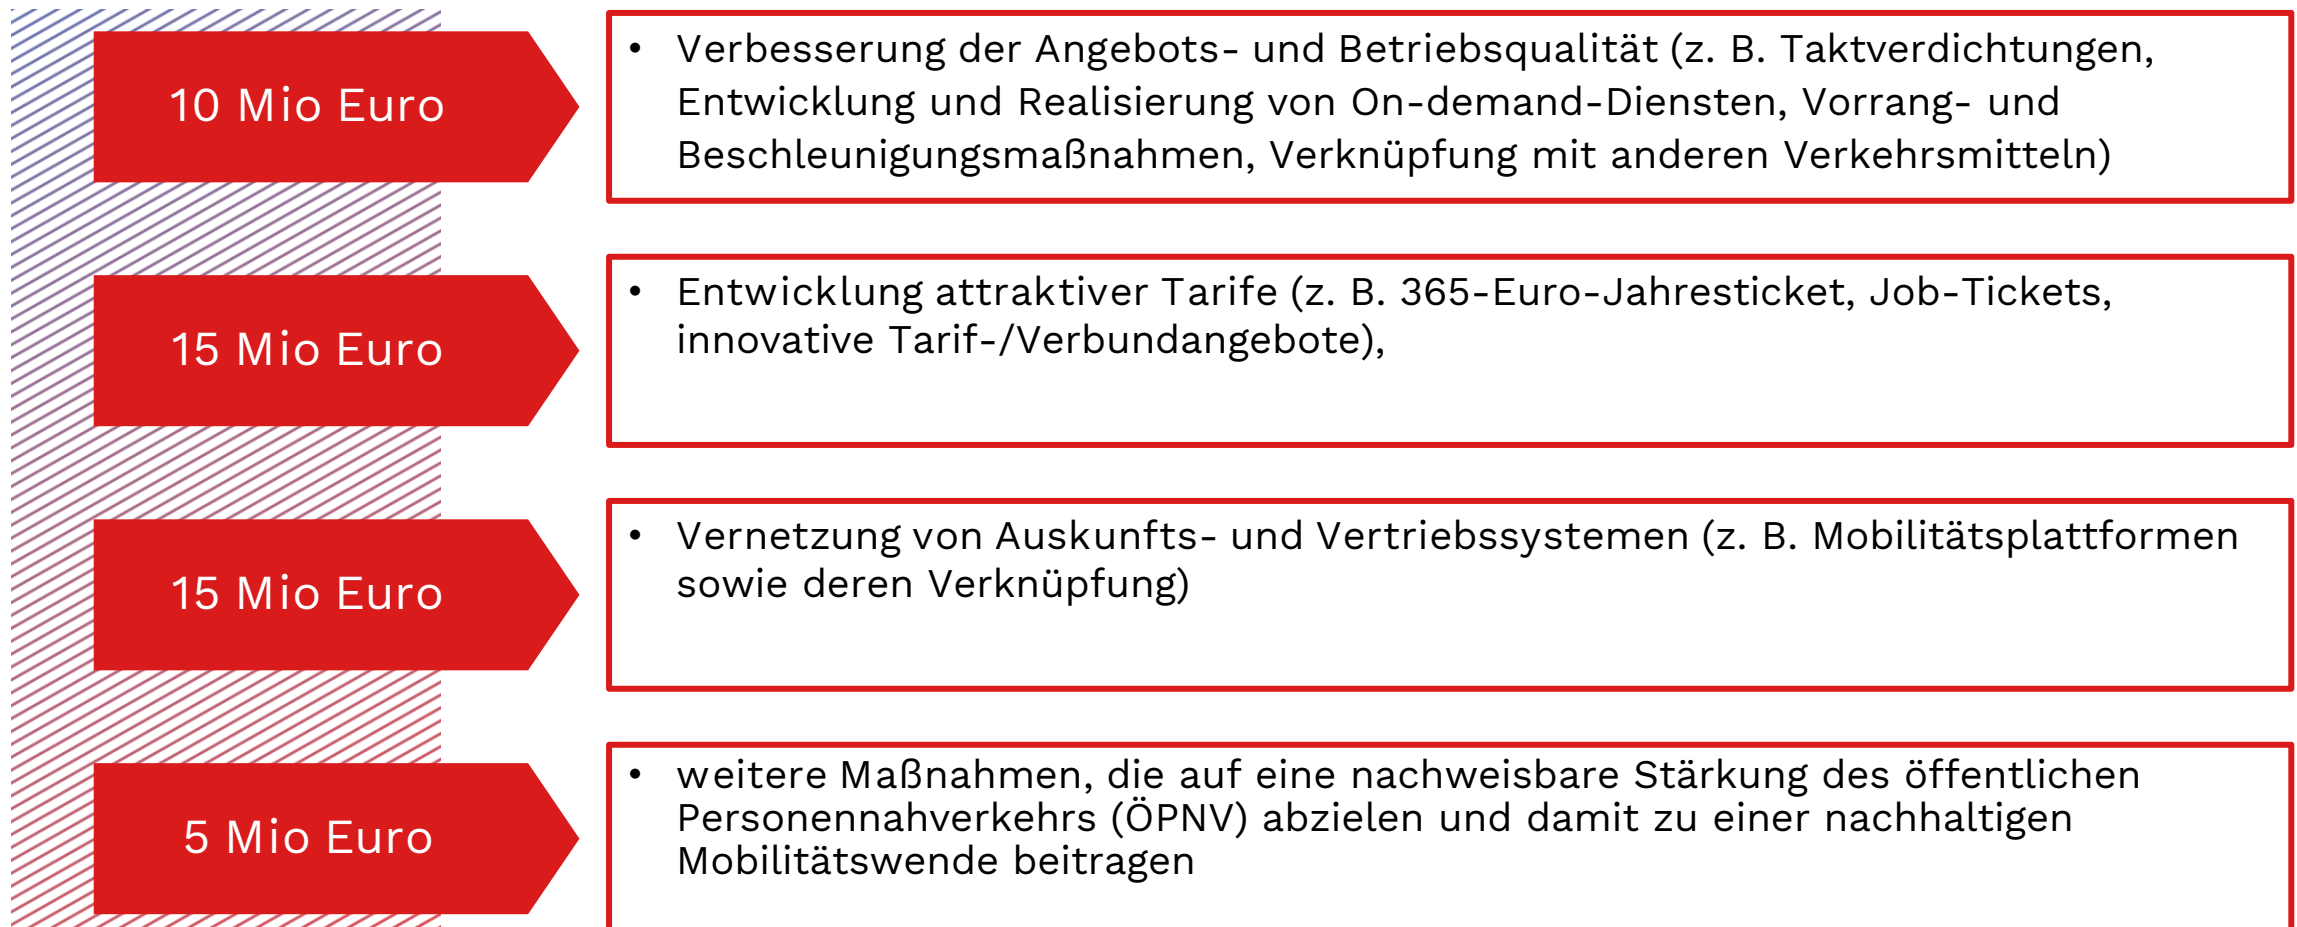 10 Mio Euro
• Verbesserung der Angebots- und Betriebsqualität (z. B. Taktverdichtungen,
Entwicklung und Realisierung von On-demand-Diensten, Vorrang- und
Beschleunigungsmaßnahmen, Verknüpfung mit anderen Verkehrsmitteln)
15 Mio Euro
• Entwicklung attraktiver Tarife (z. B. 365-Euro-Jahresticket, Job-Tickets,
innovative Tarif-/Verbundangebote),
15 Mio Euro
• Vernetzung von Auskunfts- und Vertriebssystemen (z. B. Mobilitätsplattformen
sowie deren Verknüpfung)
5 Mio Euro
• weitere Maßnahmen, die auf eine nachweisbare Stärkung des öffentlichen
Personennahverkehrs (ÖPNV) abzielen und damit zu einer nachhaltigen
Mobilitätswende beitragen